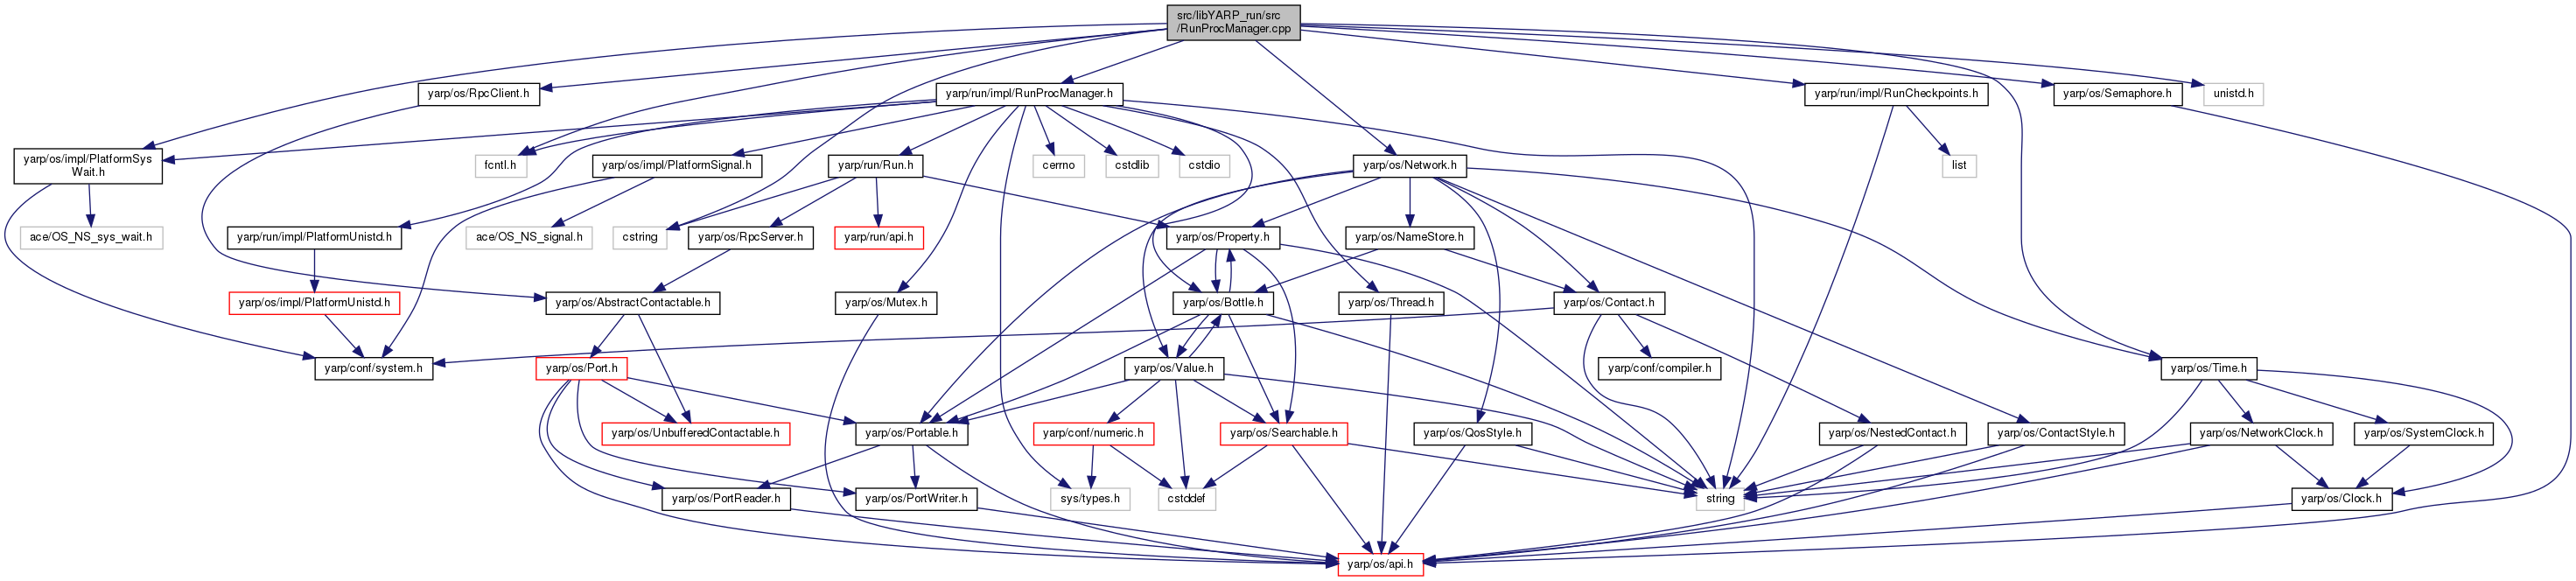 src/libYARP_run/src
/RunProcManager.cpp
yarp/os/RpcClient.h
yarp/run/impl/RunProcManager.h
yarp/run/impl/RunCheckpoints.h
yarp/os/Semaphore.h
unistd.h
yarp/os/impl/PlatformSys
Wait.h
fcntl.h
yarp/os/impl/PlatformSignal.h
yarp/run/Run.h
cerrno
cstdlib
cstdio
yarp/os/Network.h
list
ace/OS_NS_sys_wait.h
yarp/run/impl/PlatformUnistd.h
ace/OS_NS_signal.h
cstring
yarp/os/RpcServer.h
yarp/run/api.h
yarp/os/Property.h
yarp/os/NameStore.h
yarp/os/impl/PlatformUnistd.h
yarp/os/AbstractContactable.h
yarp/os/Mutex.h
yarp/os/Bottle.h
yarp/os/Thread.h
yarp/os/Contact.h
yarp/conf/system.h
yarp/os/Port.h
yarp/os/Value.h
yarp/conf/compiler.h
yarp/os/Time.h
yarp/os/UnbufferedContactable.h
yarp/os/Portable.h
yarp/conf/numeric.h
yarp/os/Searchable.h
yarp/os/QosStyle.h
yarp/os/NestedContact.h
yarp/os/ContactStyle.h
yarp/os/NetworkClock.h
yarp/os/SystemClock.h
yarp/os/PortReader.h
yarp/os/PortWriter.h
sys/types.h
cstddef
string
yarp/os/Clock.h
yarp/os/api.h